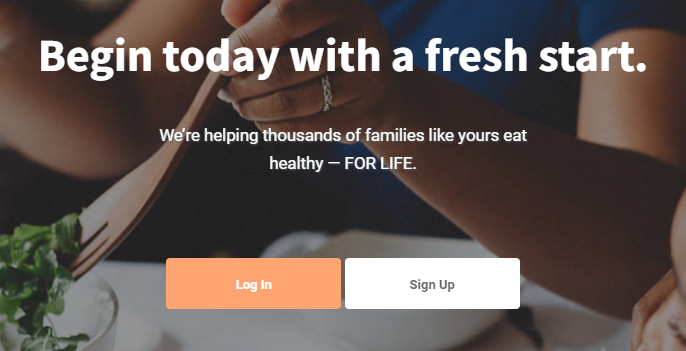 Begin today with a fresh start.
We're helping thousands of families like yours eat
healthy — FOR LIFE.
Log In
Sign Up